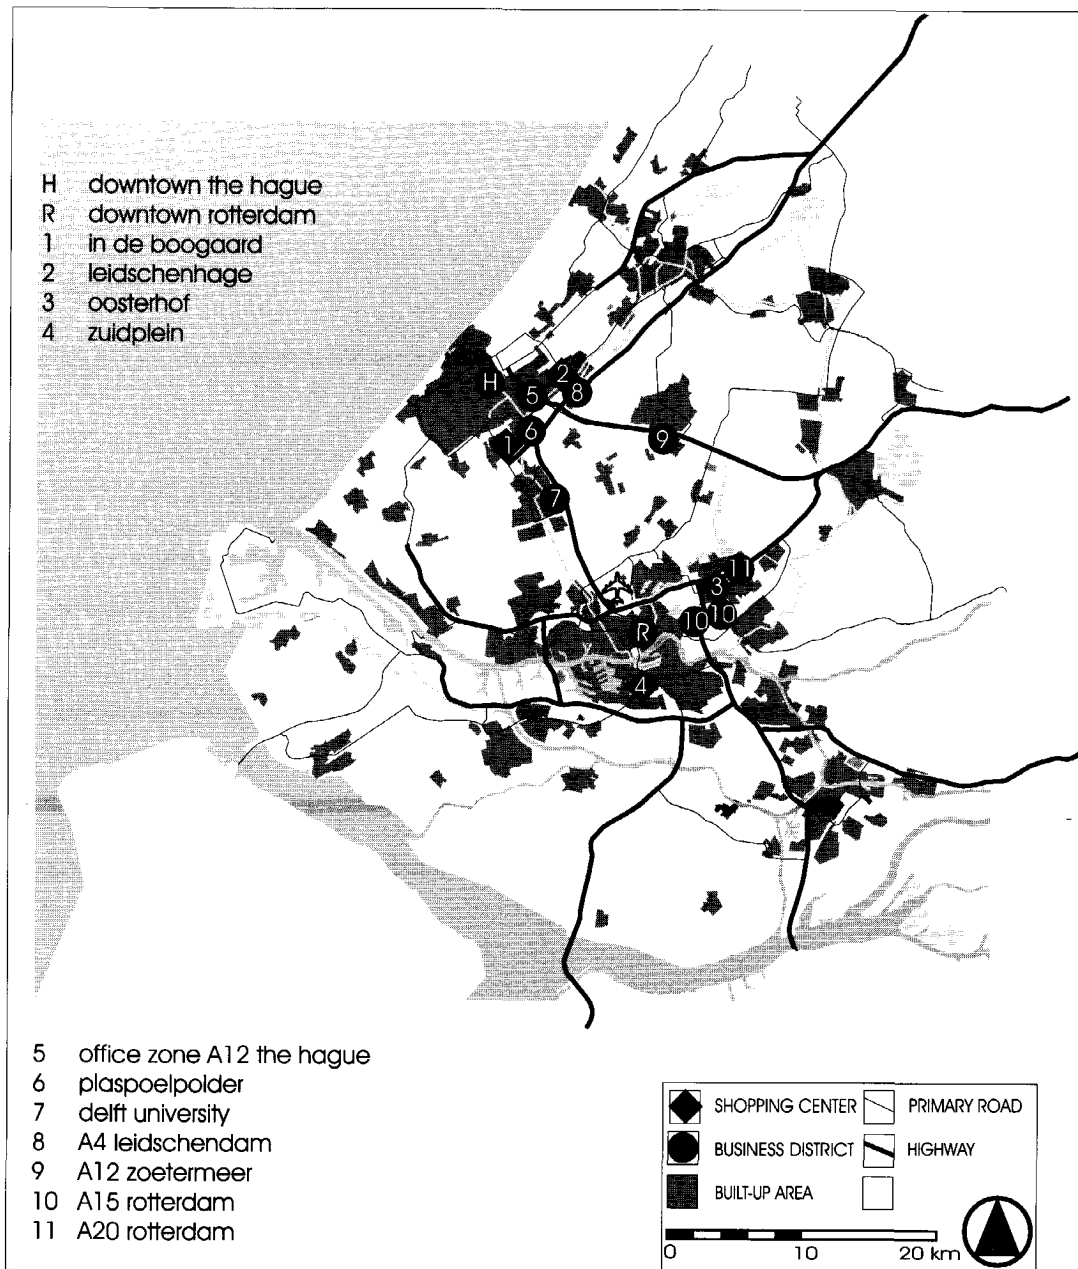 H downtown the hague
R downtown rotterdam
1 in de boogaard
2 leidschenhage
3 oosterhof
4 zuidplein
H
2
5
8
6
1
9
7
11
3
10
10
R
4
5 office zone A12 the hague
6 plaspoelpolder
7 delft university
8 A4 leidschendam
9 A12 zoetermeer
10 A15 rotterdam
11 A20 rotterdam
SHOPPING CENTER PRIMARY ROAD
BUSINESS DISTRICT HIGHWAY
BUILT-UP AREA
0 10 20 km